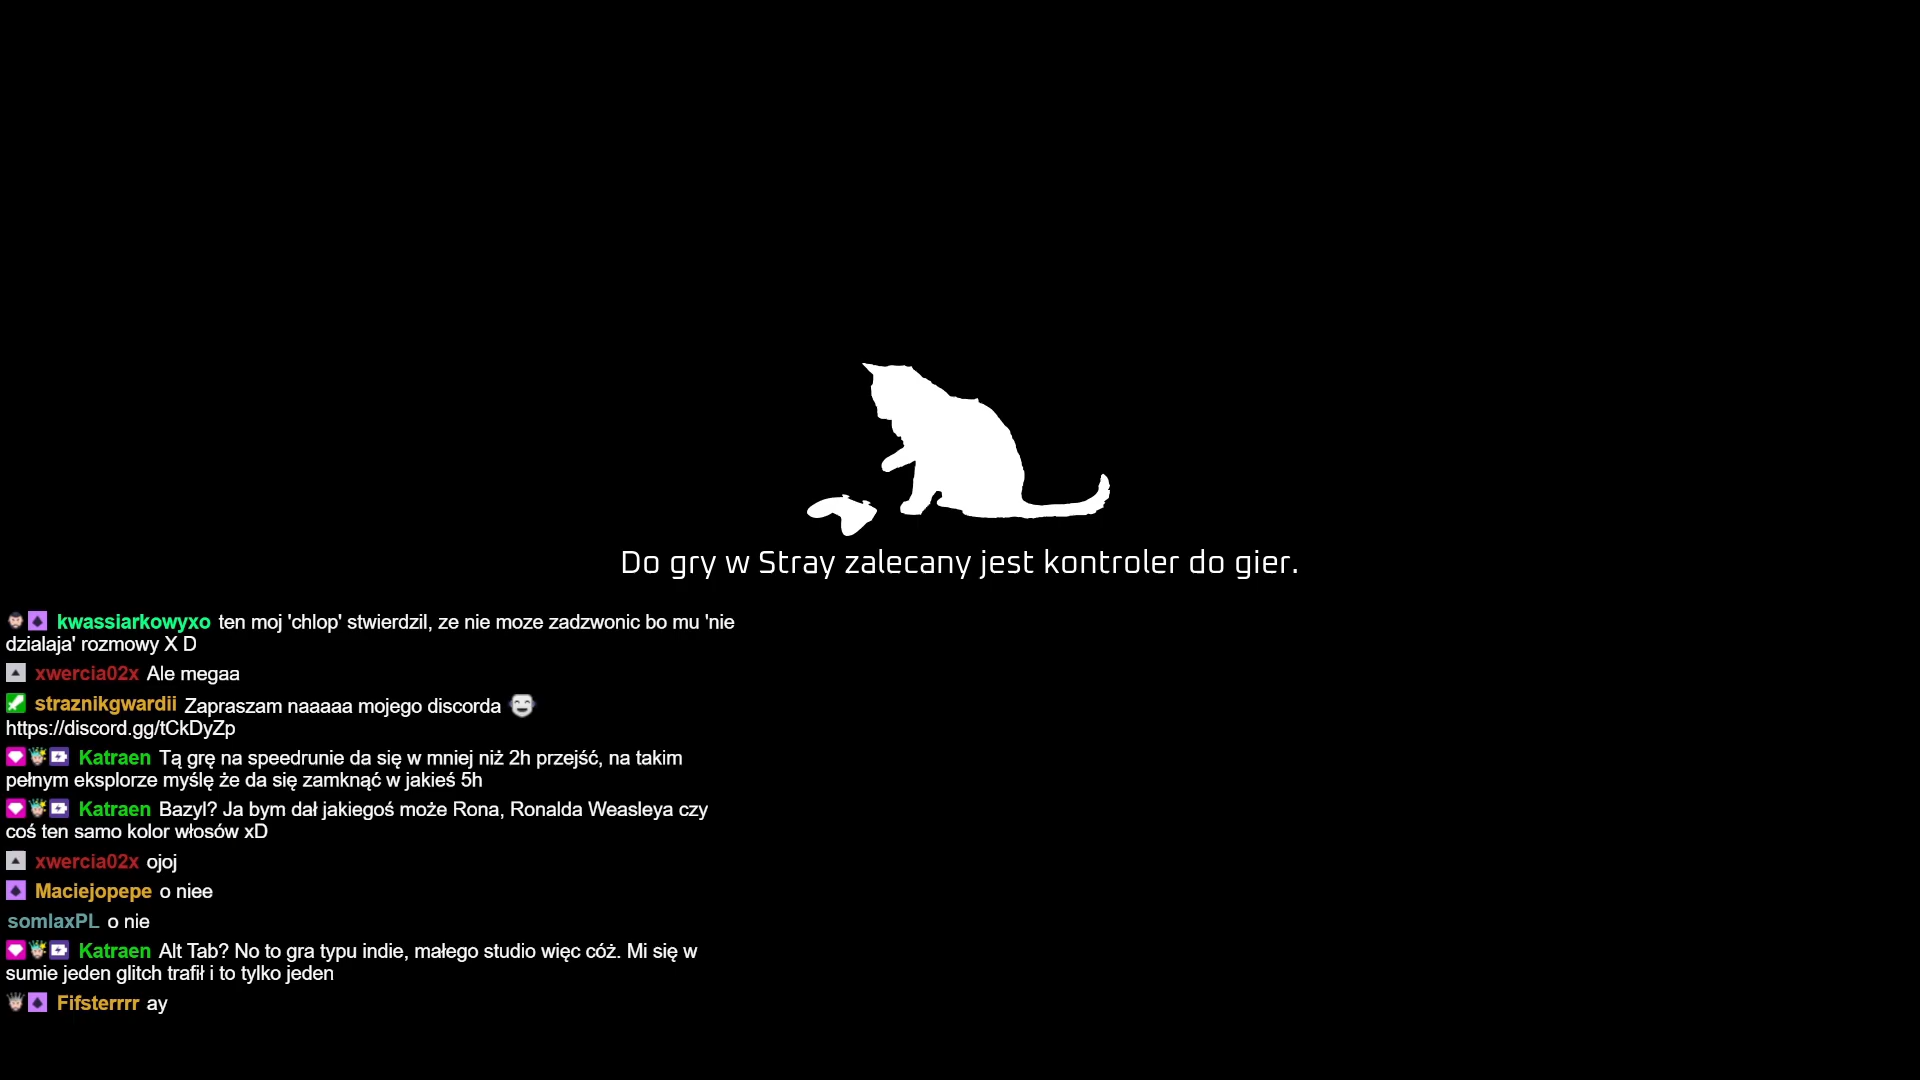 Do gry w Stray zalecany jest kontroler do gier.
kwassiarkowyxo ten moj 'chlop' stwierdzil, ze nie moze zadzwonic bo mu 'nie
dzialaja' rozmowy X D
xwercia02x Ale megaa
straznikgwardii Zapraszam naaaaa mojego discorda
https://discord.gg/tCkDyZp
Katraen Tą grę na speedrunie da się w mniej niż 2h przejść, na takim
pełnym eksplorze myślę że da się zamknąć w jakieś 5h
Katraen Bazyl? Ja bym dał jakiegoś może Rona, Ronalda Weasleya czy
coś ten samo kolor włosów xD
xwercia02x ojoj
Maciejopepe o niee
somlaxPL o nie
Katraen Alt Tab? No to gra typu indie, małego studio więc cóż. Mi się w
sumie jeden glitch trafił i to tylko jeden
Fifsterrrr ay